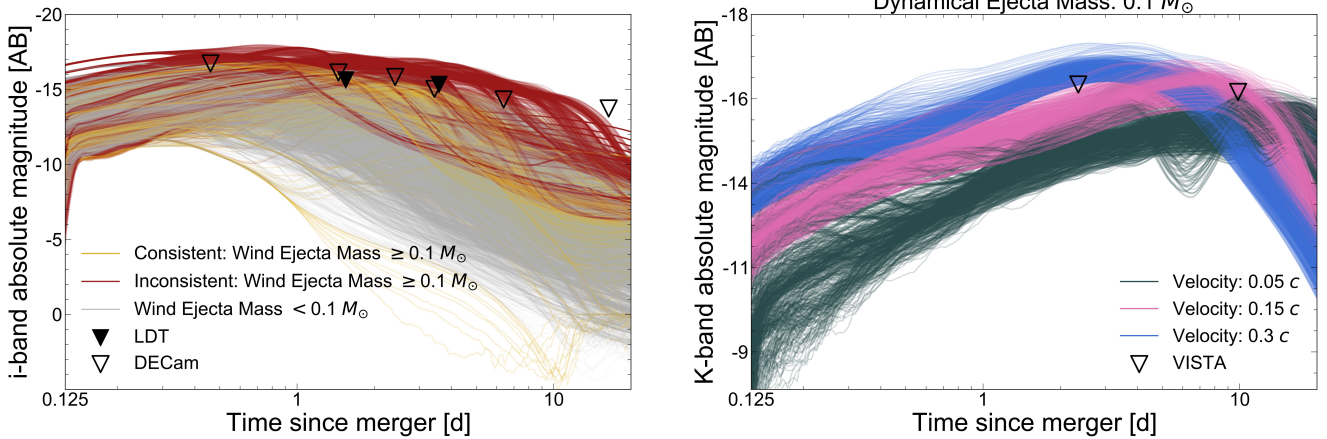 i-band absolute magnitude [AB]
-20
-15
-10
-5
0
Consistent: Wind Ejecta Mass ≥ 0.1 M⊙
Inconsistent: Wind Ejecta Mass ≥ 0.1 M⊙
Wind Ejecta Mass < 0.1 M⊙
LDT
DECam
0.125
1
10
Time since merger [d]
Dynamical Ejecta Mass: 0.1 M⊙
K-band absolute magnitude [AB]
-18
-16
-14
-11
-9
Velocity: 0.05 c
Velocity: 0.15 c
Velocity: 0.3 c
VISTA
0.125
1
10
Time since merger [d]